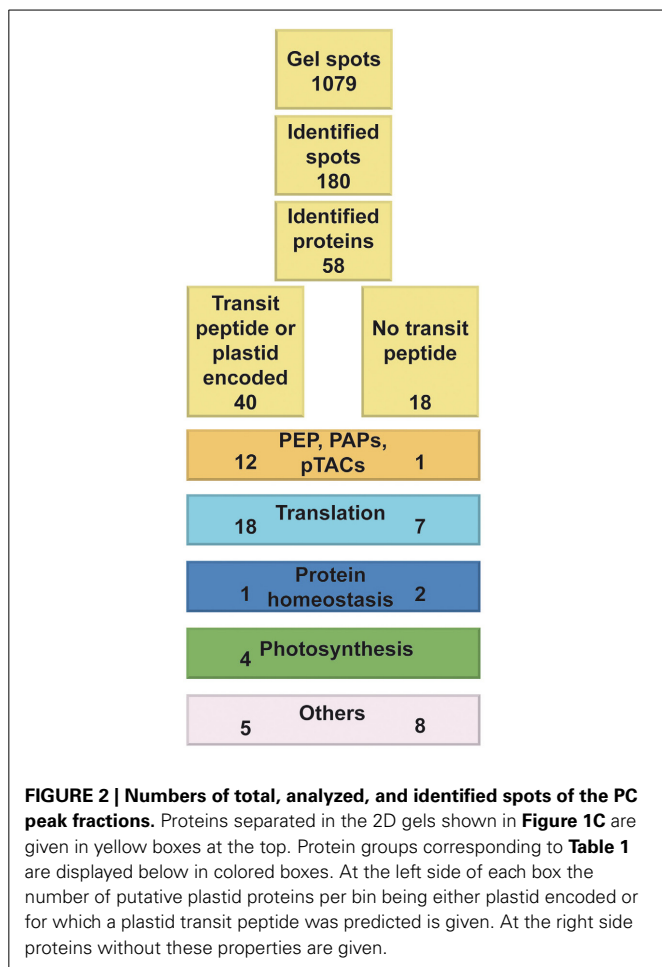 Gel spots
1079
Identified
spots
180
Identified
proteins
58
Transit
peptide or
plastid
encoded
40
No transit
peptide
18
PEP, PAPs,
pTACs
12 1
Translation
18 7
Protein
homeostasis
1 2
Photosynthesis
4
Others
5 8
FIGURE 2 | Numbers of total, analyzed, and identified spots of the PC
peak fractions. Proteins separated in the 2D gels shown in Figure 1C are
given in yellow boxes at the top. Protein groups corresponding to Table 1
are displayed below in colored boxes. At the left side of each box the
number of putative plastid proteins per bin being either plastid encoded or
for which a plastid transit peptide was predicted is given. At the right side
proteins without these properties are given.